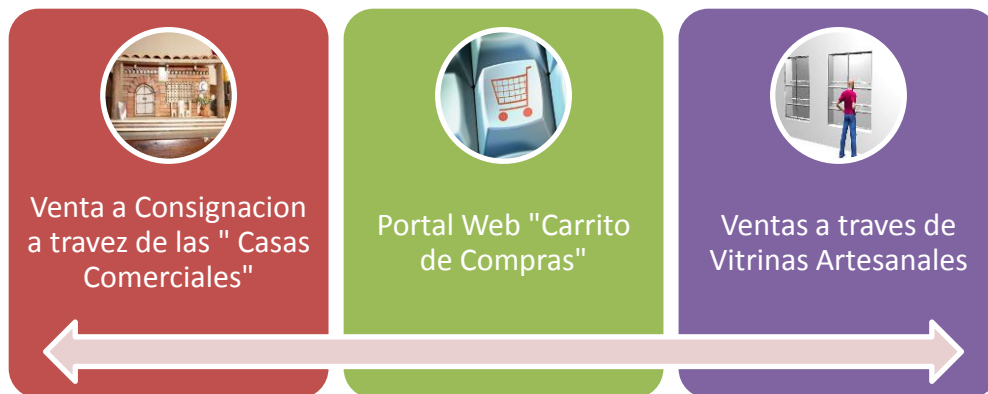 Venta a Consignacion
a travez de las " Casas
Comerciales"
Portal Web "Carrito
de Compras"
Ventas a traves de
Vitrinas Artesanales